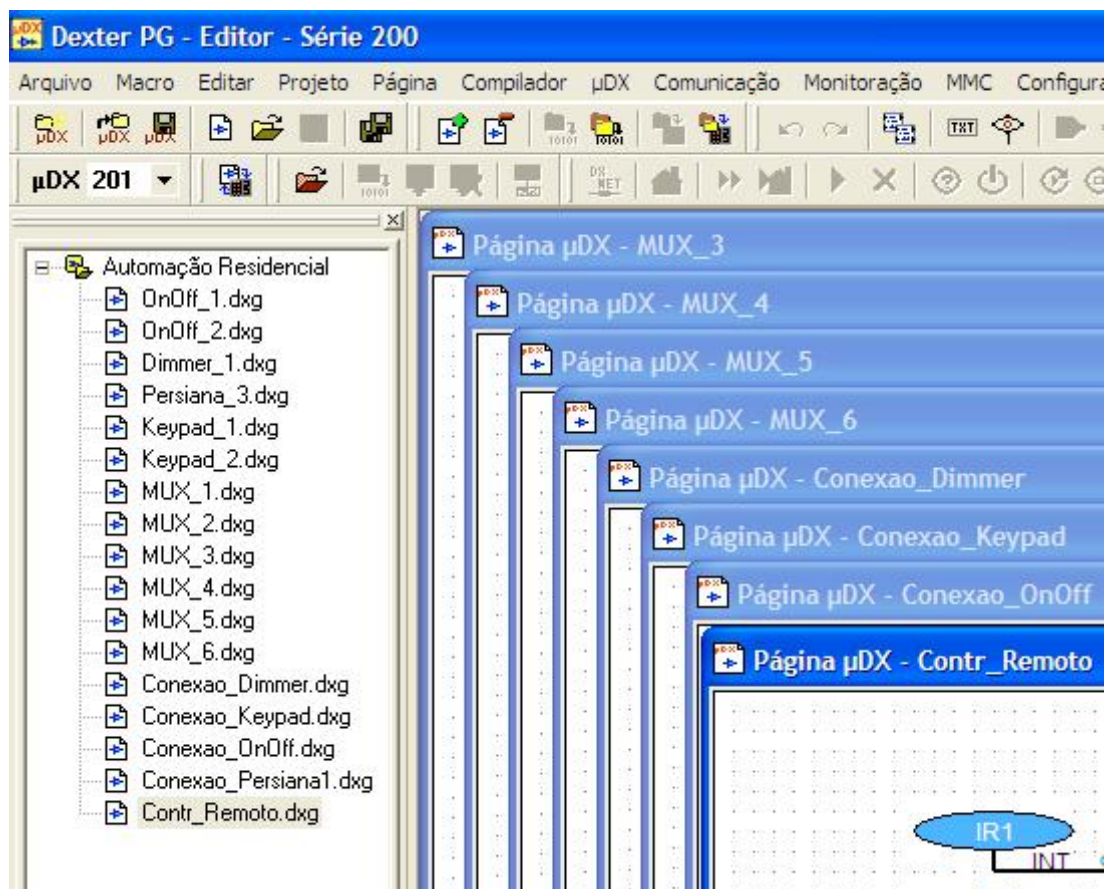 Dexter PG - Editor - Série 200
Arquivo Macro Editar Projeto Página Compilador µDX Comunicação Monitoração MMC Configura
µDX 201
Automação Residencial
OnOff_1.dxg
OnOff_2.dxg
Dimmer_1.dxg
Persiana_3.dxg
Keypad_1.dxg
Keypad_2.dxg
MUX_1.dxg
MUX_2.dxg
MUX_3.dxg
MUX_4.dxg
MUX_5.dxg
MUX_6.dxg
Conexao_Dimmer.dxg
Conexao_Keypad.dxg
Conexao_OnOff.dxg
Conexao_Persiana1.dxg
Contr_Remoto.dxg
Página µDX - MUX_3
Página µDX - MUX_4
Página µDX - MUX_5
Página µDX - MUX_6
Página µDX - Conexao_Dimmer
Página µDX - Conexao_Keypad
Página µDX - Conexao_OnOff
Página µDX - Contr_Remoto
IR1
INT